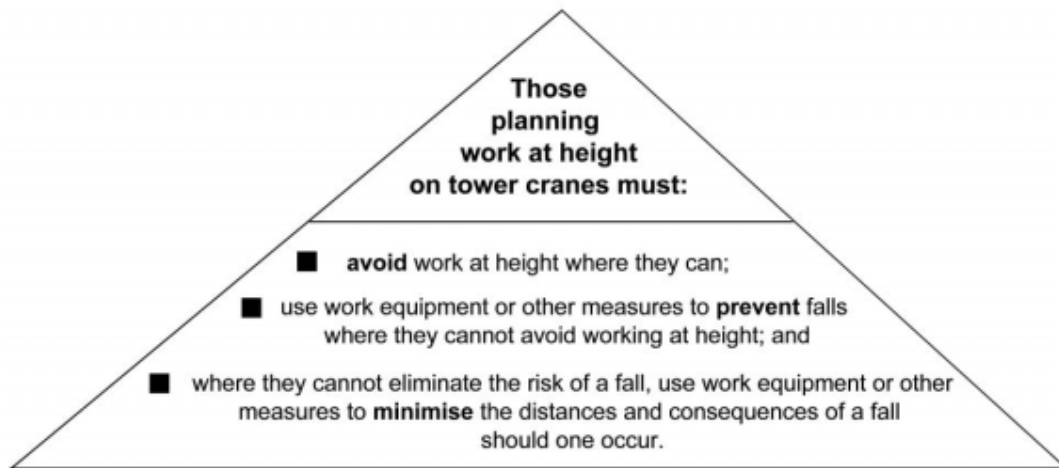 Those
planning
work at height
on tower cranes must:
■ avoid work at height where they can;
■ use work equipment or other measures to prevent falls
where they cannot avoid working at height; and
■ where they cannot eliminate the risk of a fall, use work equipment or other
measures to minimise the distances and consequences of a fall
should one occur.